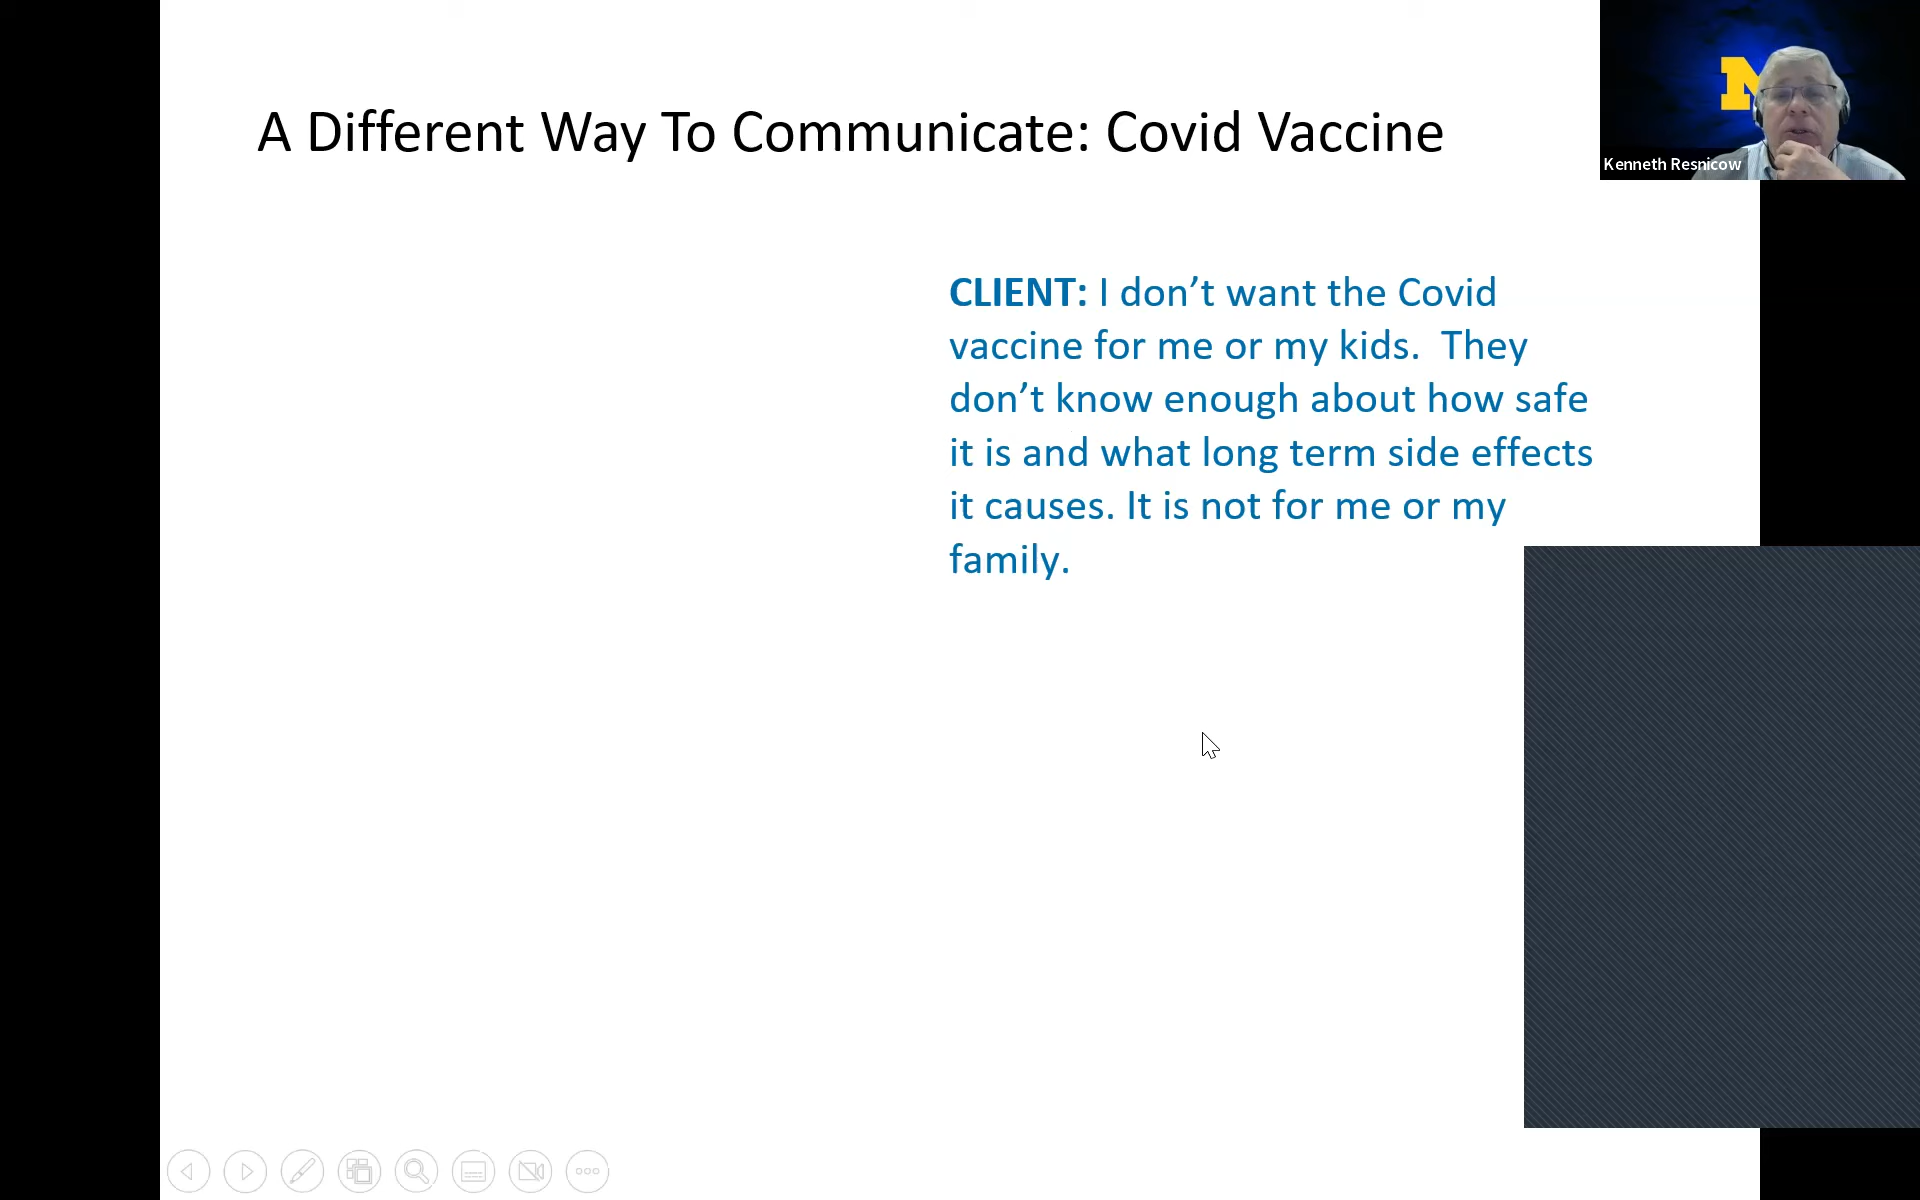 A Different Way To Communicate: Covid Vaccine
M
Kenneth Resnicow
CLIENT: I don’t want the Covid
vaccine for me or my kids.  They
don’t know enough about how safe
it is and what long term side effects
it causes. It is not for me or my
family.